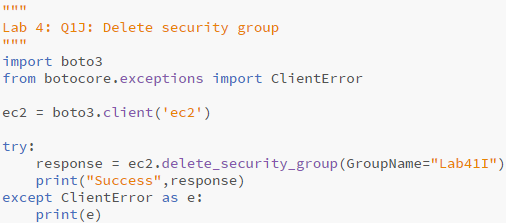 """
Lab 4: Q1J: Delete security group
"""
import boto3
from botocore.exceptions import ClientError

ec2 = boto3.client('ec2')

try:
    response = ec2.delete_security_group(GroupName="Lab41I")
    print("Success",response)
except ClientError as e:
    print(e)